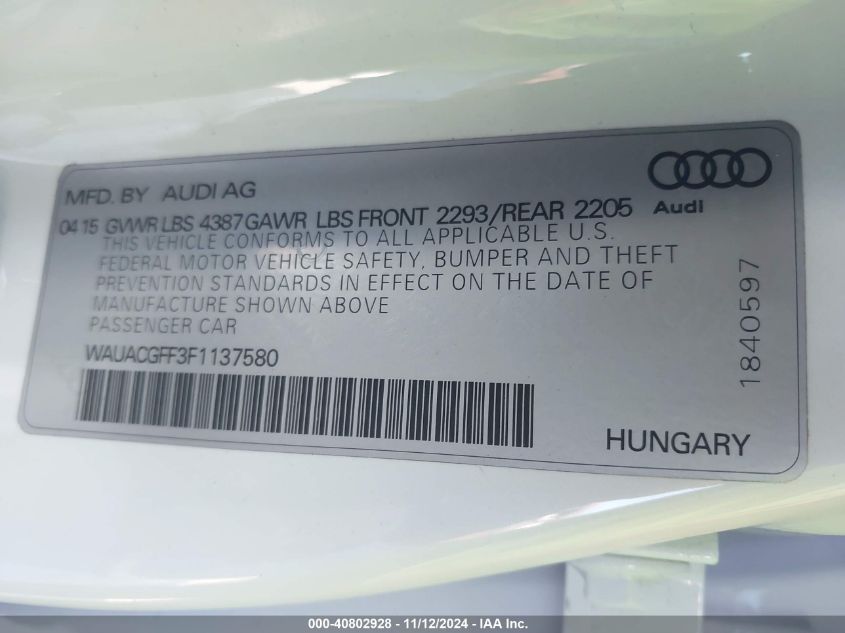 MFD. BY AUDI AG
04 15 GVWR LBS 4387 GAWR LBS FRONT 2293/REAR 2205
Audi
THIS VEHICLE CONFORMS TO ALL APPLICABLE U.S.
FEDERAL MOTOR VEHICLE SAFETY, BUMPER AND THEFT
PREVENTION STANDARDS IN EFFECT ON THE DATE OF
MANUFACTURE SHOWN ABOVE
PASSENGER CAR
WAUACGFF3F1137580
1840597
HUNGARY
000-40802928 - 11/12/2024 - IAA Inc.